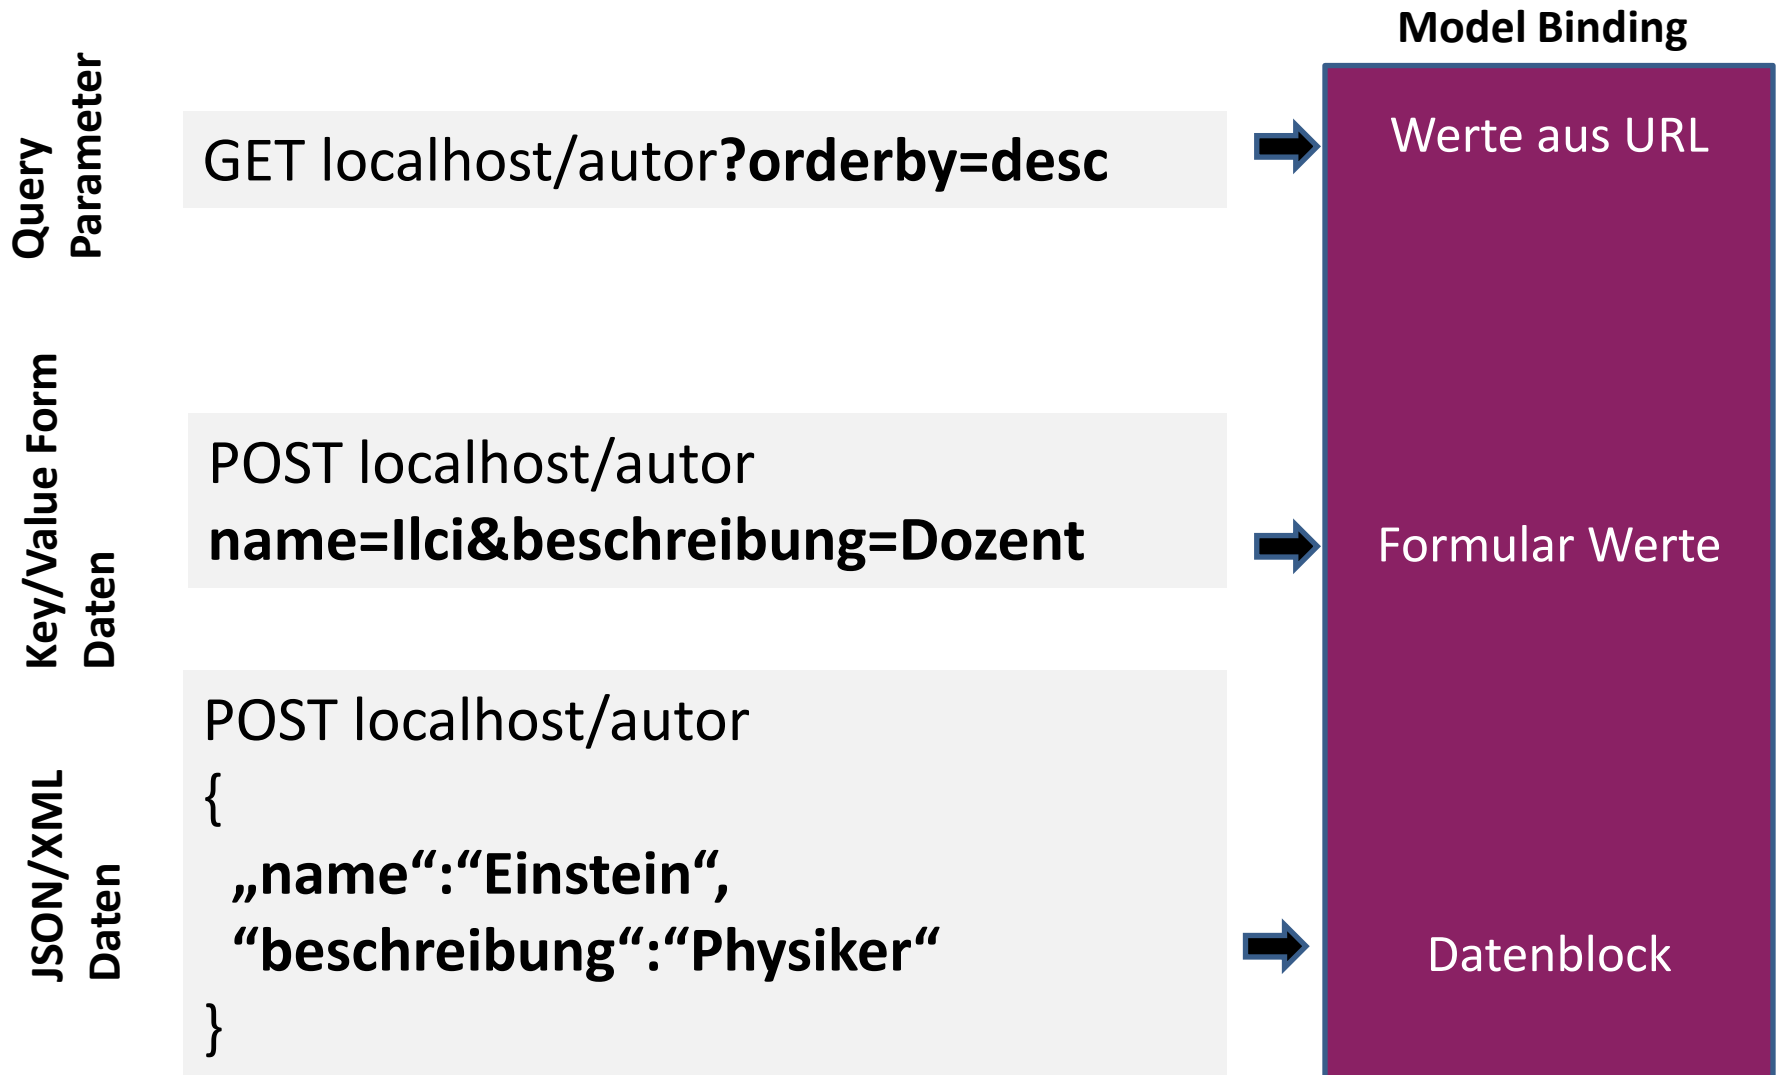 Model Binding
Query
Parameter
GET localhost/autor?orderby=desc
Werte aus URL
Key/Value Form
Daten
POST localhost/autor
name=Ilci&beschreibung=Dozent
Formular Werte
JSON/XML
Daten
POST localhost/autor
{
„name“:“Einstein“,
“beschreibung“:“Physiker“
}
Datenblock